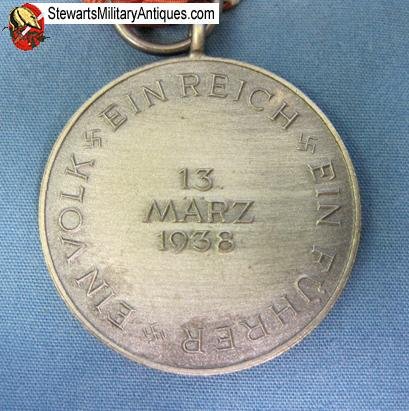 StewartsMilitaryAntiques.com
EIN VOLK EIN REICH EIN FÜHRER
13.
MÄRZ
1938